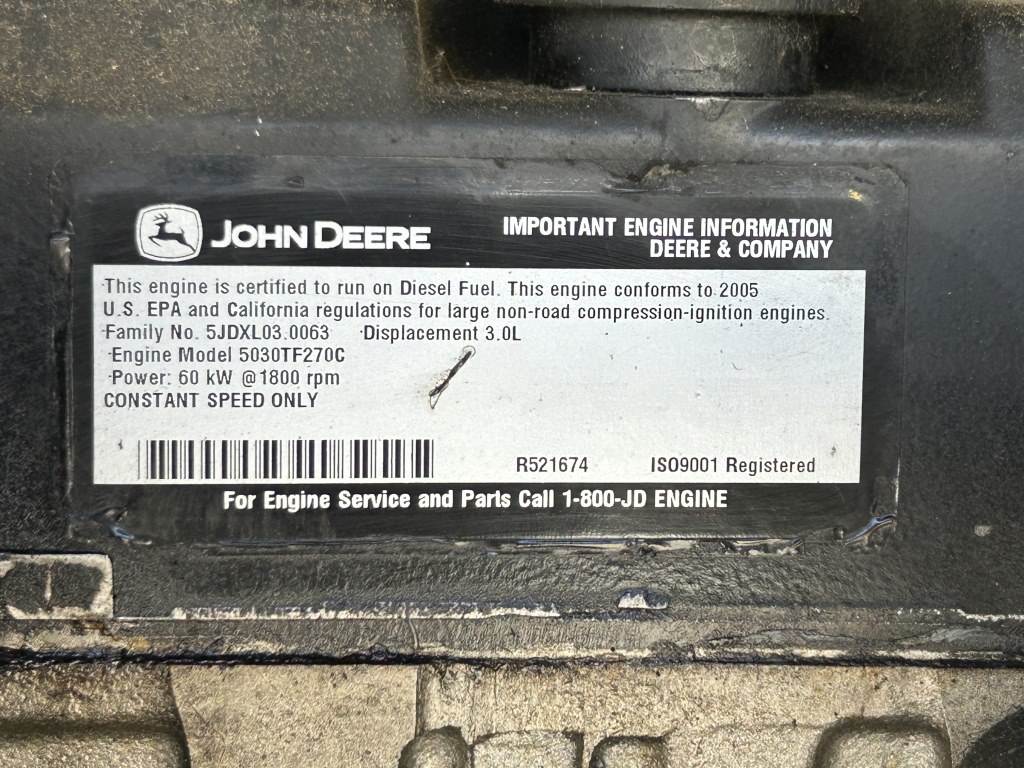 JOHN DEERE
IMPORTANT ENGINE INFORMATION
DEERE & COMPANY
This engine is certified to run on Diesel Fuel. This engine conforms to 2005
U.S. EPA and California regulations for large non-road compression-ignition engines.
Family No. 5JDXL03.0063 Displacement 3.0L
Engine Model 5030TF270C
Power: 60 kW @1800 rpm
CONSTANT SPEED ONLY
R521674 ISO9001 Registered
For Engine Service and Parts Call 1-800-JD ENGINE